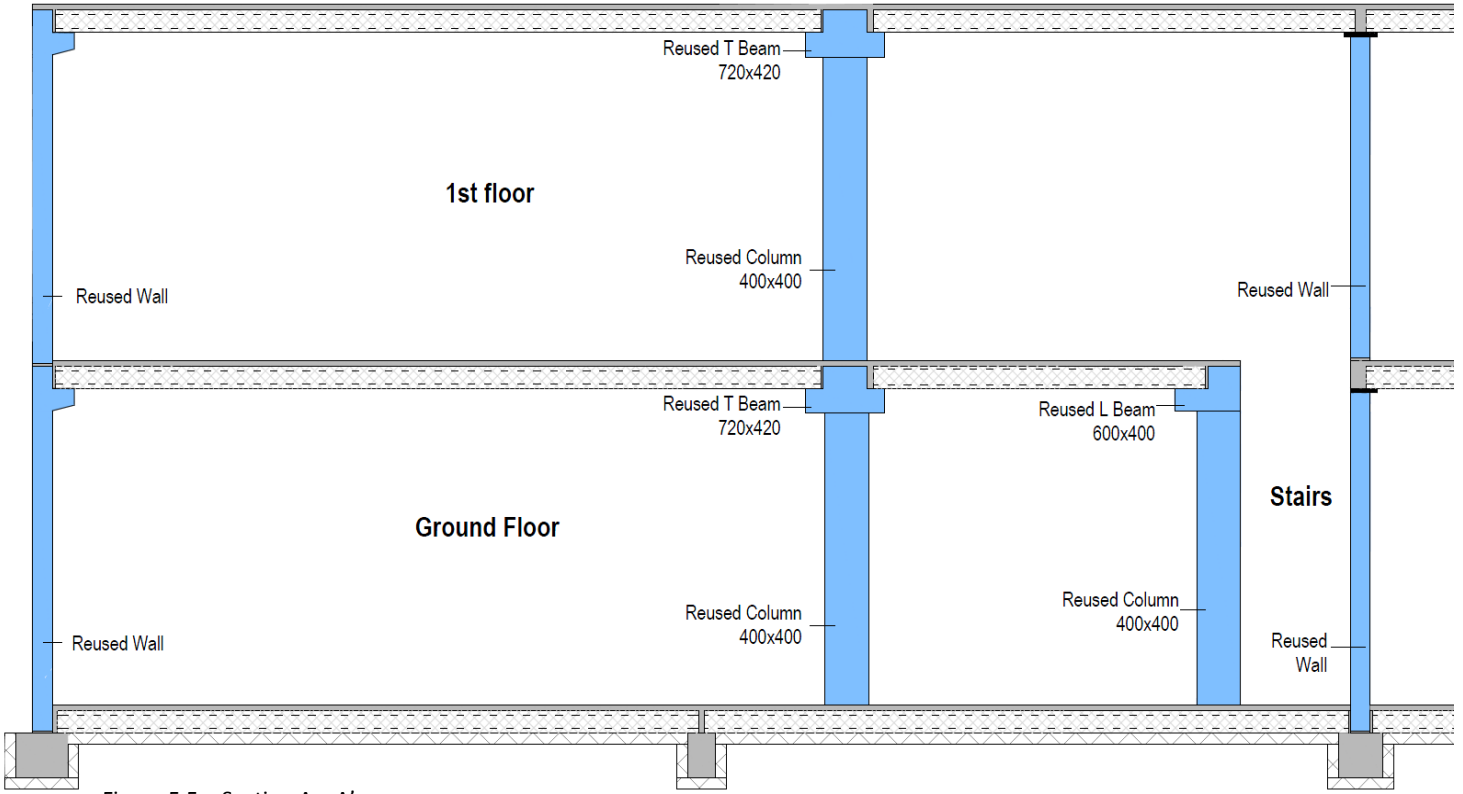 Reused T Beam
720x420
1st floor
Reused Column
400x400
Reused Wall
Reused Wall
Reused T Beam
720x420
Reused L Beam
600x400
Stairs
Ground Floor
Reused Column
400x400
Reused Column
400x400
Reused Wall
Reused
Wall